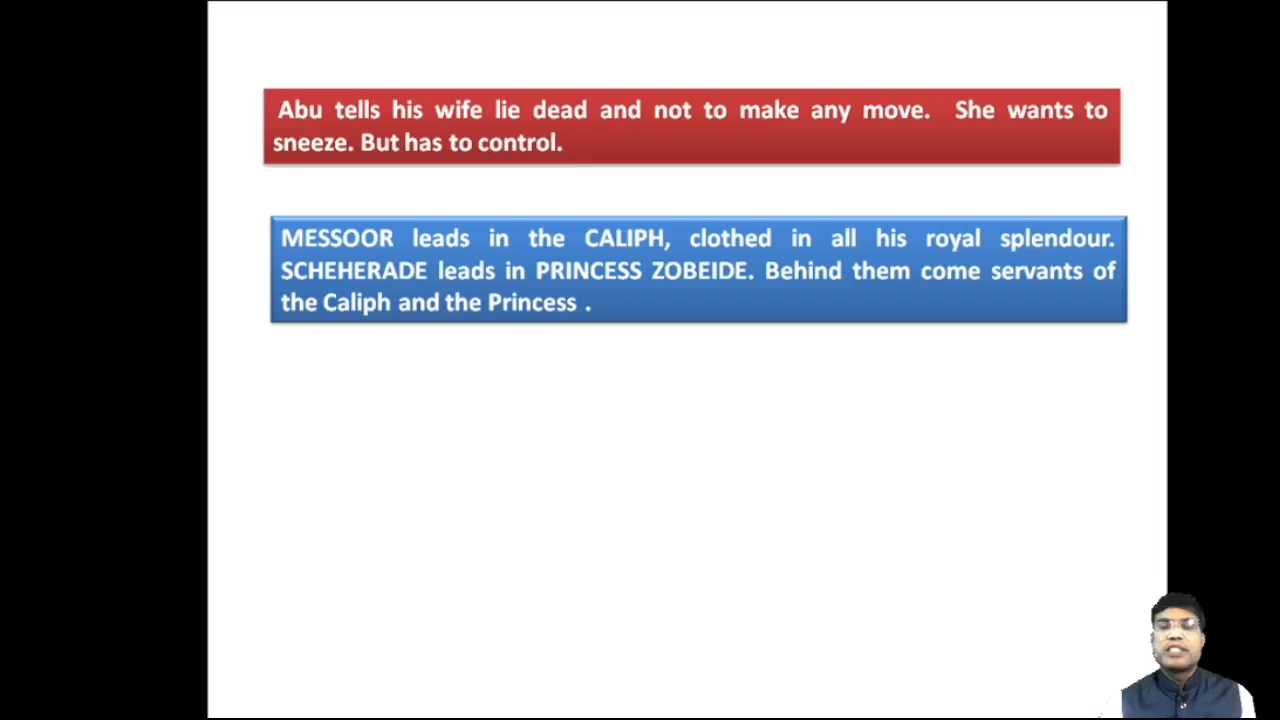 Abu tells his wife lie dead and not to make any move. She wants to
sneeze. But has to control.
MESSOOR leads in the CALIPH, clothed in all his royal splendour.
SCHEHERADE leads in PRINCESS ZOBEIDE. Behind them come servants of
the Caliph and the Princess .